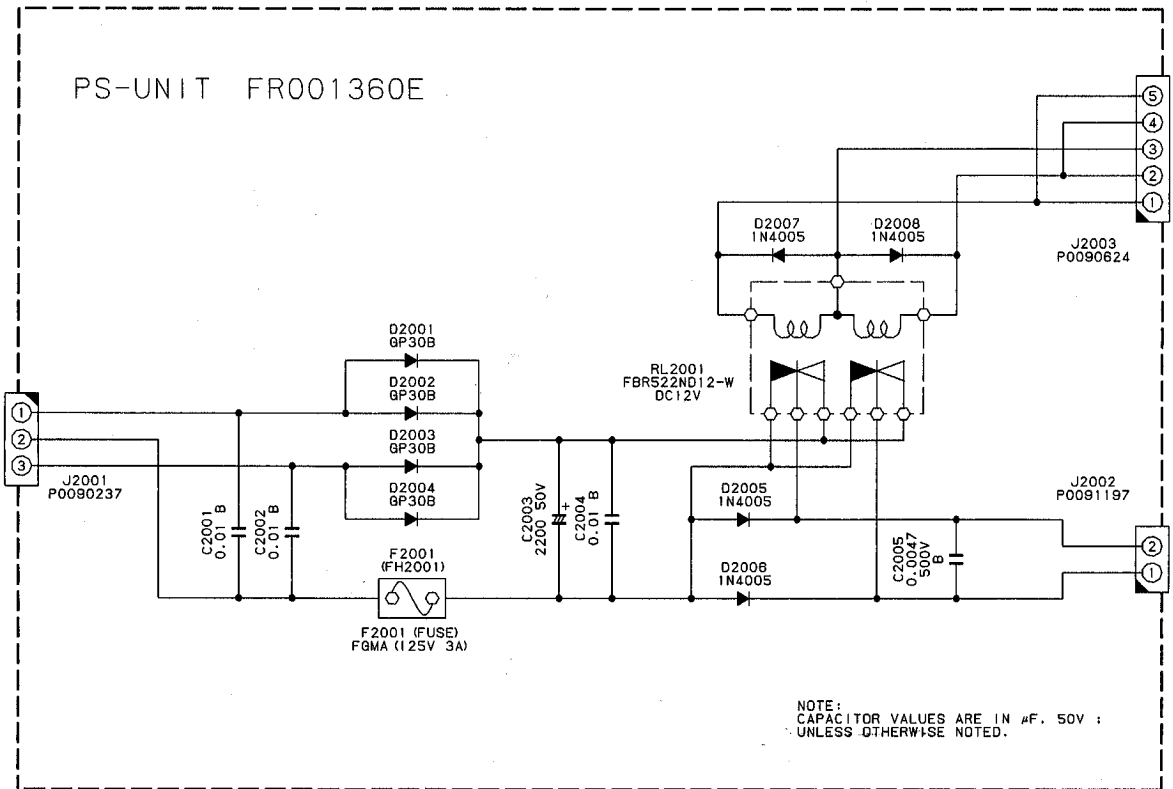 PS-UNIT FR001360E
5
4
3
2
1
J2003
P0090624
D2007
1N4005
D2008
1N4005
RL2001
FBR522ND12-W
DC12V
D2001
GP30B
D2002
GP30B
D2003
GP30B
D2004
GP30B
1
2
3
J2001
P0090237
C2001
0.01 B
C2002
0.01 B
F2001
(FH2001)
F2001 (FUSE)
FGMA (125V 3A)
C2003
2200 50V
+
C2004
0.01 B
D2005
1N4005
D2006
1N4005
C2005
0.0047
500V
B
J2002
P0091197
2
1
NOTE:
CAPACITOR VALUES ARE IN μF. 50V ;
UNLESS OTHERWISE NOTED.